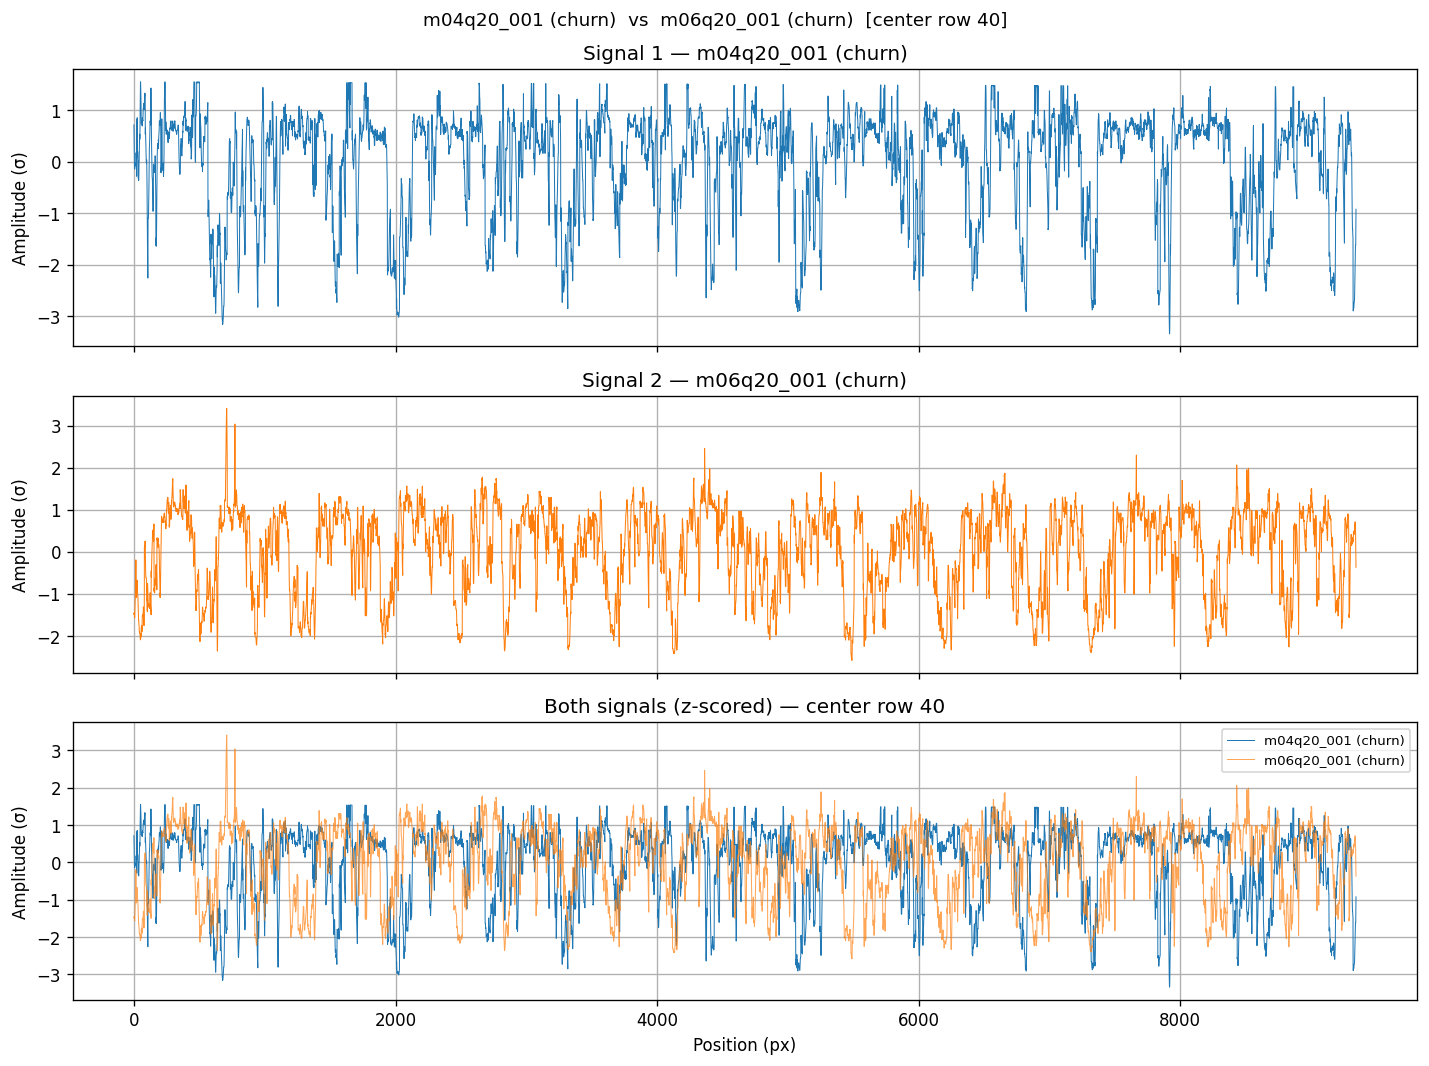 m04q20_001 (churn)  vs  m06q20_001 (churn)  [center row 40]
Signal 1 — m04q20_001 (churn)
Amplitude (σ)
1
0
−1
−2
−3
Signal 2 — m06q20_001 (churn)
Amplitude (σ)
3
2
1
0
−1
−2
Both signals (z-scored) — center row 40
m04q20_001 (churn)
m06q20_001 (churn)
Amplitude (σ)
3
2
1
0
−1
−2
−3
0 2000 4000 6000 8000
Position (px)